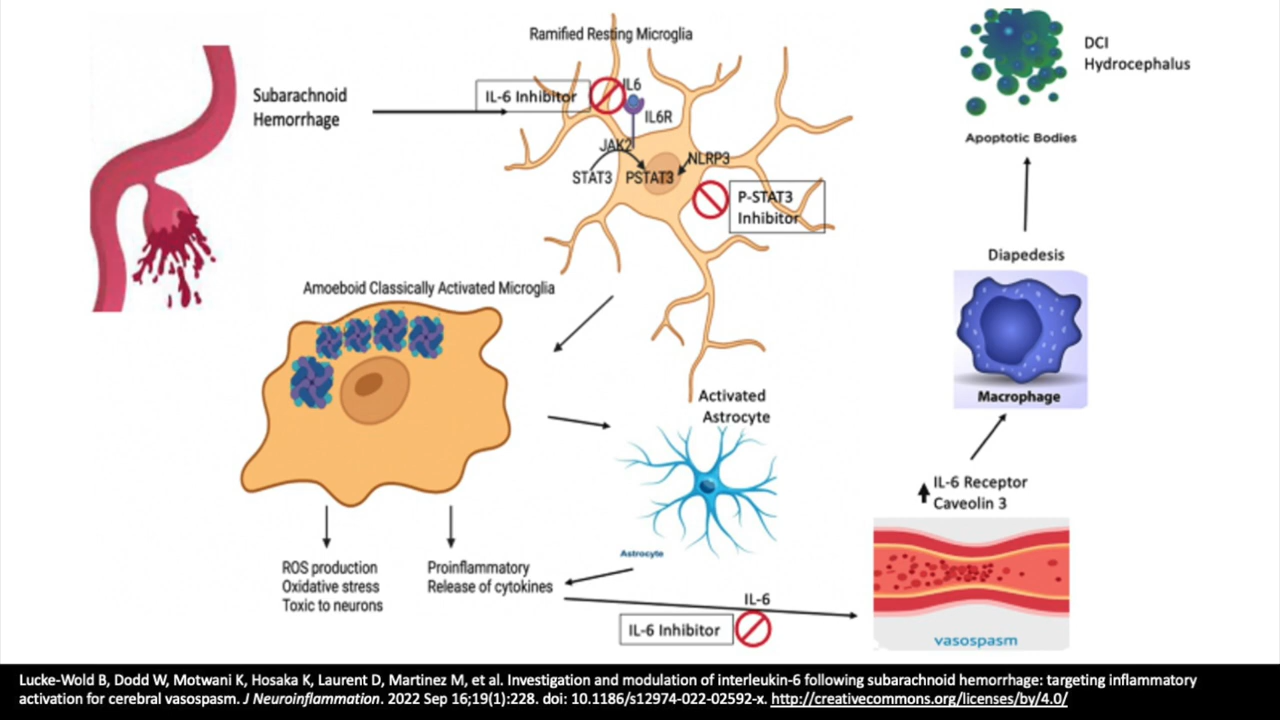 Ramified Resting Microglia
DCI
Hydrocephalus
Subarachnoid
Hemorrhage
IL-6 Inhibitor
IL6
IL6R
JAK2
NLRP3
STAT3
PSTAT3
P-STAT3
Inhibitor
Apoptotic Bodies
Diapedesis
Macrophage
Amoeboid Classically Activated Microglia
Activated
Astrocyte
Astrocyte
IL-6 Receptor
Caveolin 3
ROS production
Oxidative stress
Toxic to neurons
Proinflammatory
Release of cytokines
IL-6
IL-6 Inhibitor
vasospasm
Lucke-Wold B, Dodd W, Motwani K, Hosaka K, Laurent D, Martinez M, et al. Investigation and modulation of interleukin-6 following subarachnoid hemorrhage: targeting inflammatory
activation for cerebral vasospasm. J Neuroinflammation. 2022 Sep 16;19(1):228. doi: 10.1186/s12974-022-02592-x. http://creativecommons.org/licenses/by/4.0/